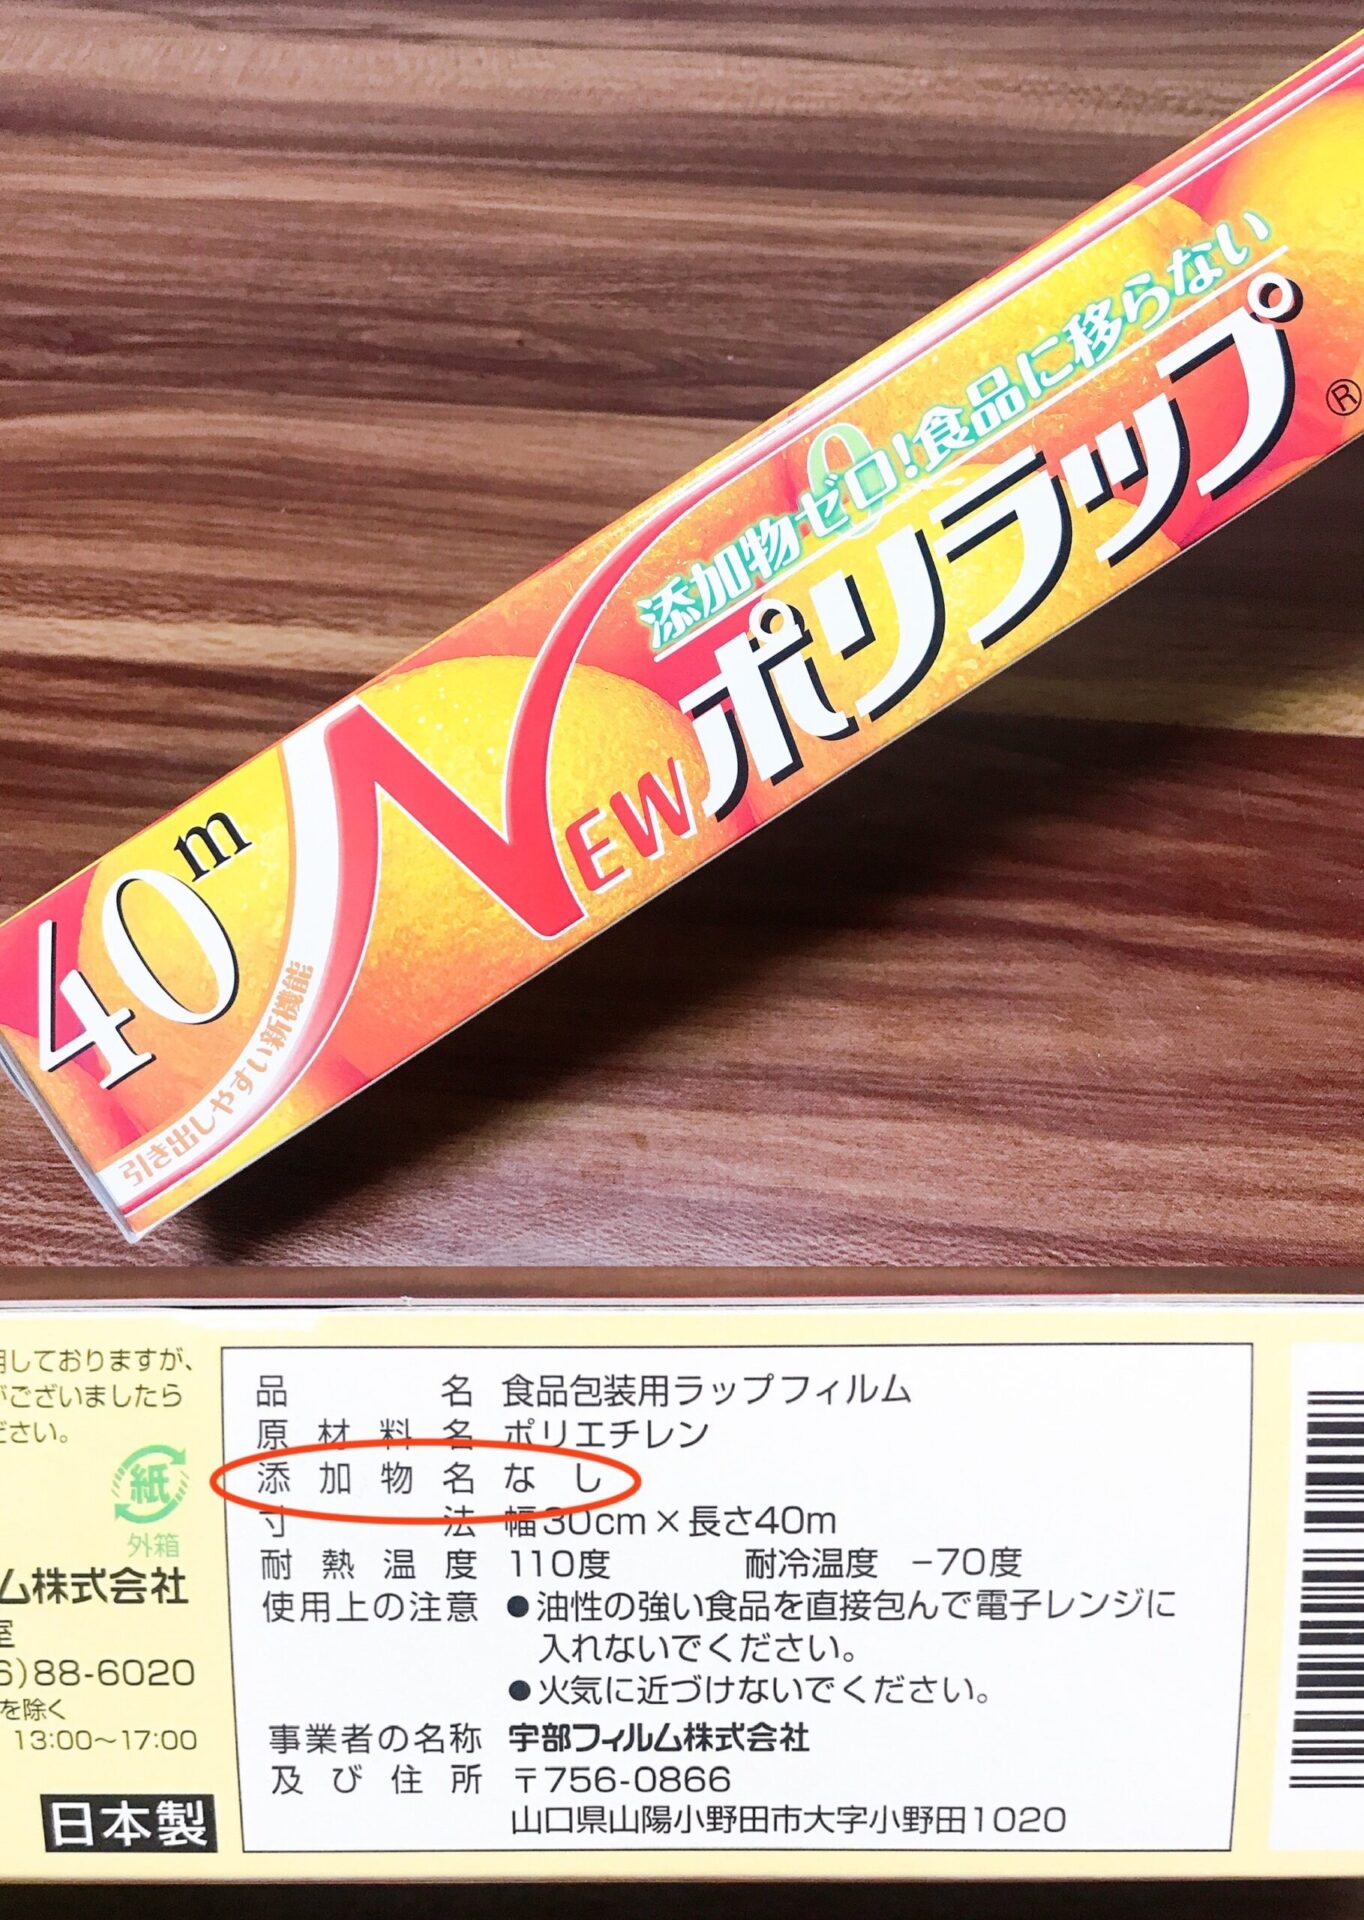 添加物ゼロ!食品に移らない
NEWポリラップ®
40m
引き出しやすい新機能
用しておりますが、
がございましたら
ださい。
紙
外箱
ム株式会社
室
6)88-6020
を除く
13:00〜17:00
日本製
品名 食品包装用ラップフィルム
原材料名 ポリエチレン
添加物名 なし
寸法 幅30cm×長さ40m
耐熱温度 110度 耐冷温度 −70度
使用上の注意 ●油性の強い食品を直接包んで電子レンジに
入れないでください。
●火気に近づけないでください。
事業者の名称 宇部フィルム株式会社
及び住所 〒756-0866
山口県山陽小野田市大字小野田1020